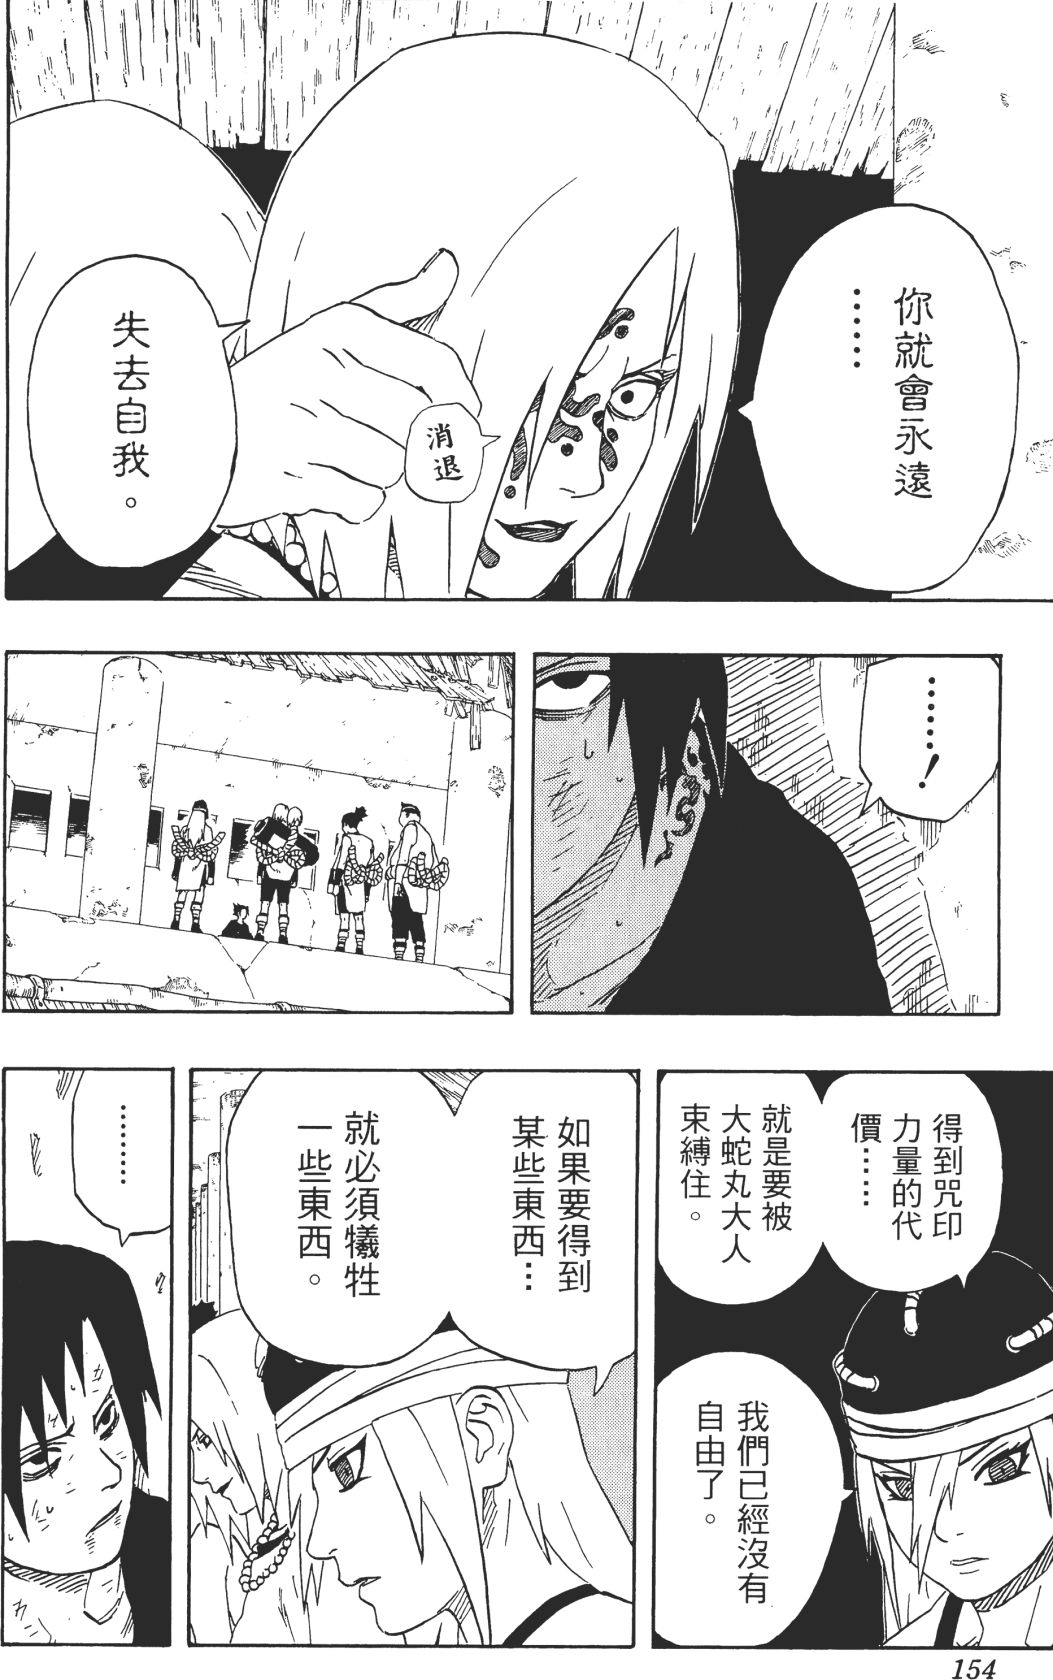 你就會永遠
……
消退
失去自我。
……！
得到咒印
力量的代
價……
就是要被
大蛇丸大人
束縛住。
我們已經沒有
自由了。
如果要得到
某些東西…
就必須犧牲
一些東西。
………
154